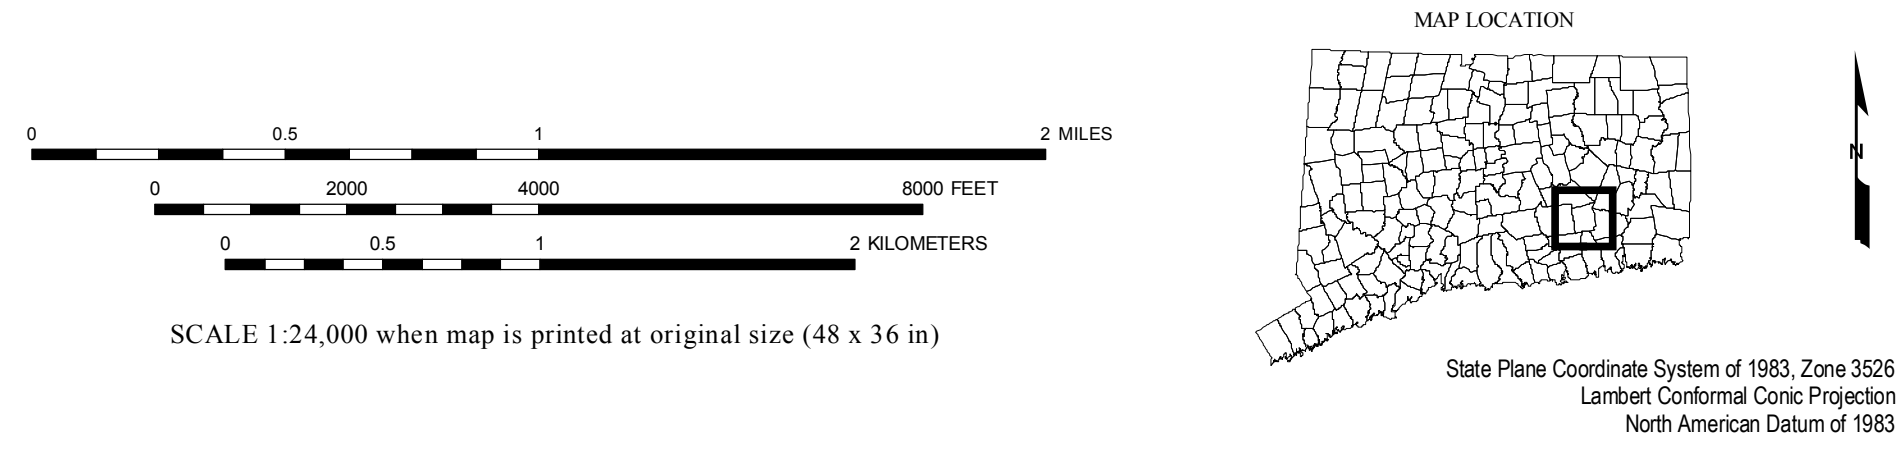 MAP LOCATION
0 0.5 1 2 MILES
0 2000 4000 8000 FEET
0 0.5 1 2 KILOMETERS
N
SCALE 1:24,000 when map is printed at original size (48 x 36 in)
State Plane Coordinate System of 1983, Zone 3526
Lambert Conformal Conic Projection
North American Datum of 1983